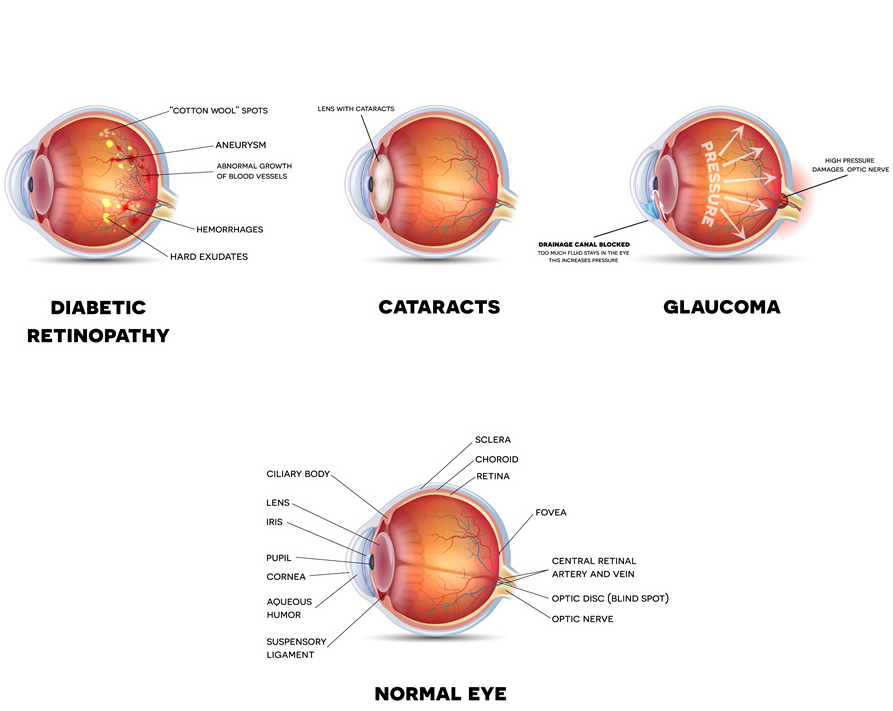 "COTTON WOOL" SPOTS
ANEURYSM
ABNORMAL GROWTH
OF BLOOD VESSELS
HEMORRHAGES
HARD EXUDATES
DIABETIC
RETINOPATHY
LENS WITH CATARACTS
CATARACTS
PRESSURE
HIGH PRESSURE
DAMAGES OPTIC NERVE
DRAINAGE CANAL BLOCKED
TOO MUCH FLUID STAYS IN THE EYE
THIS INCREASES PRESSURE
GLAUCOMA
CILIARY BODY
LENS
IRIS
PUPIL
CORNEA
AQUEOUS
HUMOR
SUSPENSORY
LIGAMENT
SCLERA
CHOROID
RETINA
FOVEA
CENTRAL RETINAL
ARTERY AND VEIN
OPTIC DISC (BLIND SPOT)
OPTIC NERVE
NORMAL EYE